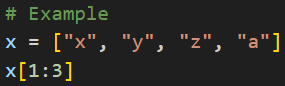 # Example
x = ["x", "y", "z", "a"]
x[1:3]